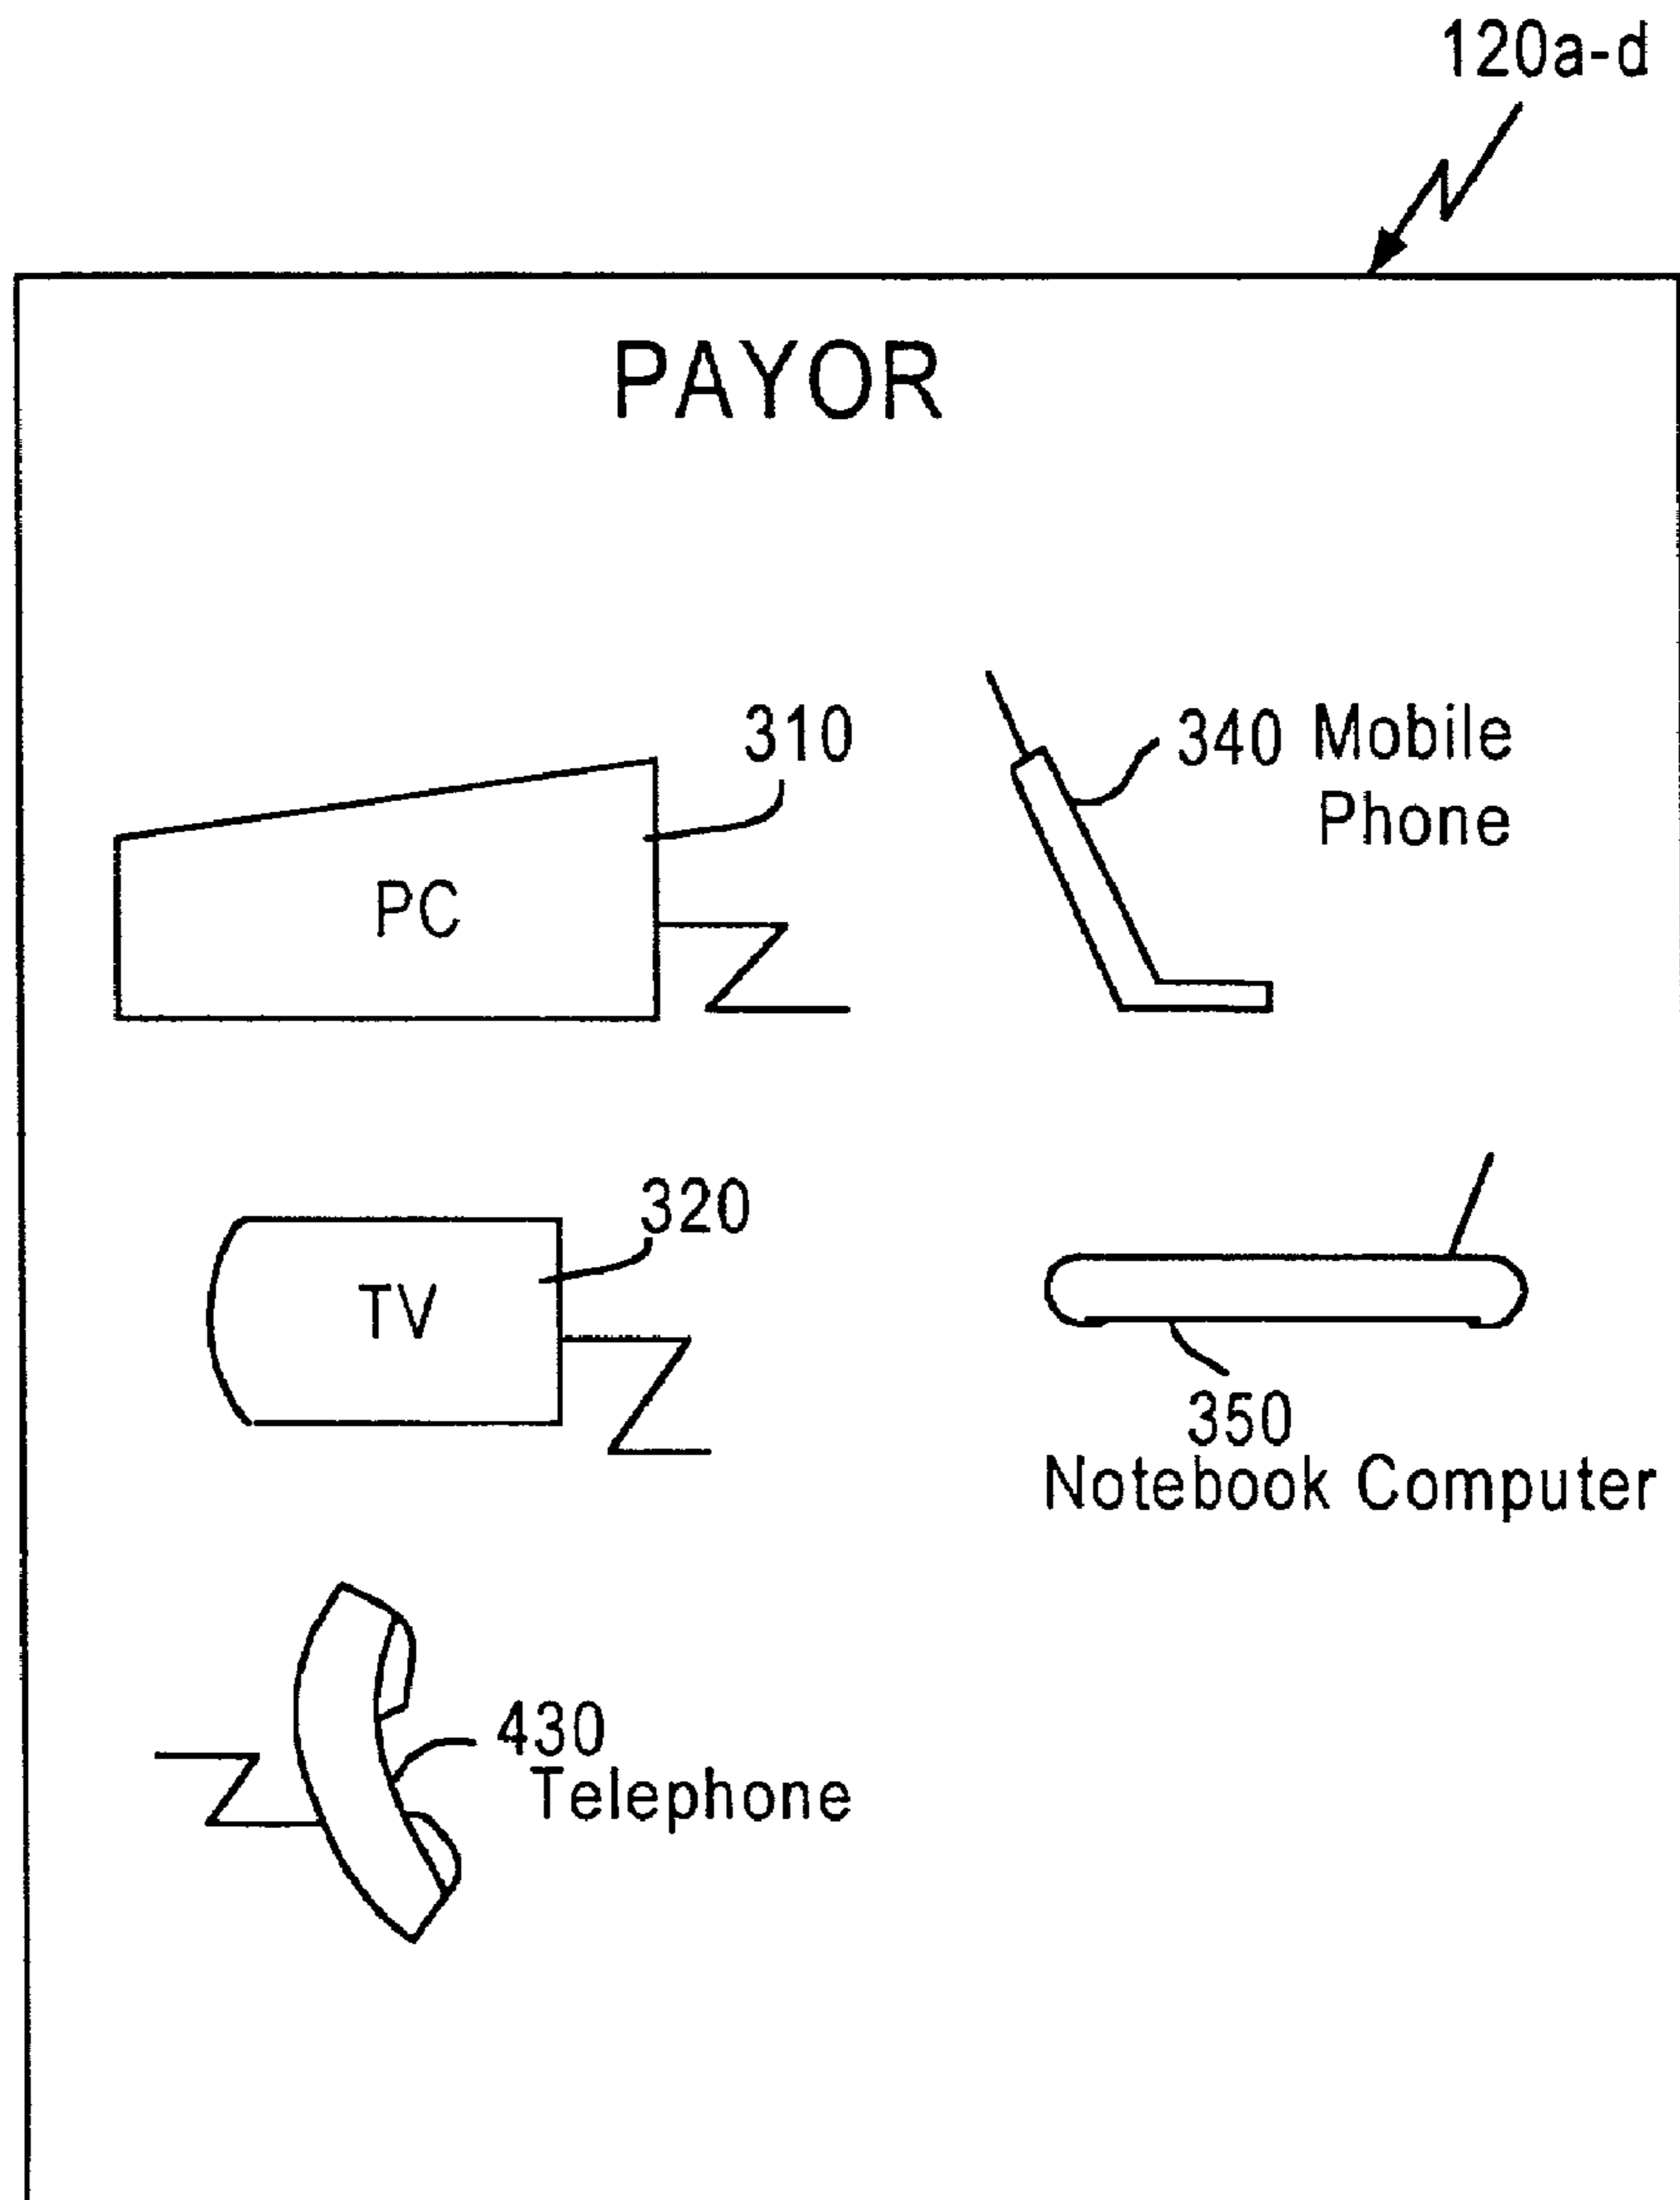 120a-d
PAYOR
310
340 Mobile
Phone
PC
320
TV
350
Notebook Computer
430
Telephone